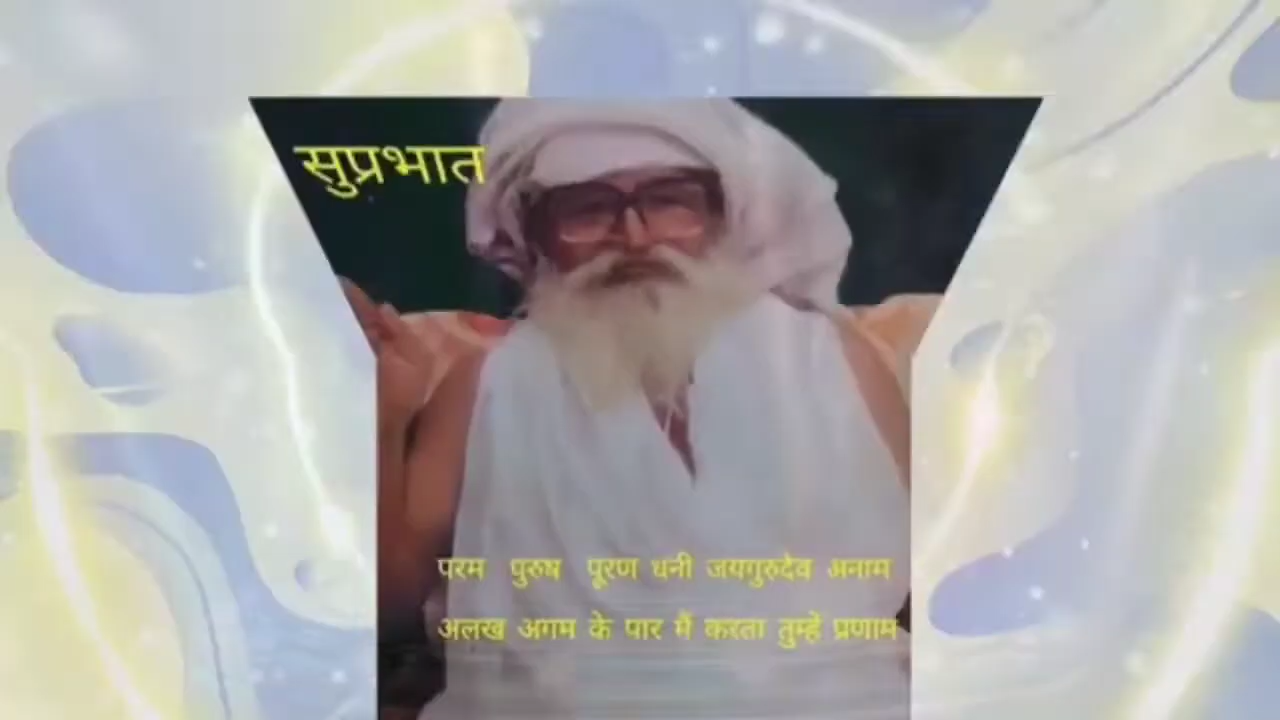 सुप्रभात
परम पुरुष पूरण धनी जयगुरुदेव अनाम
अलख अगम के पार मैं करता तुम्हे प्रणाम